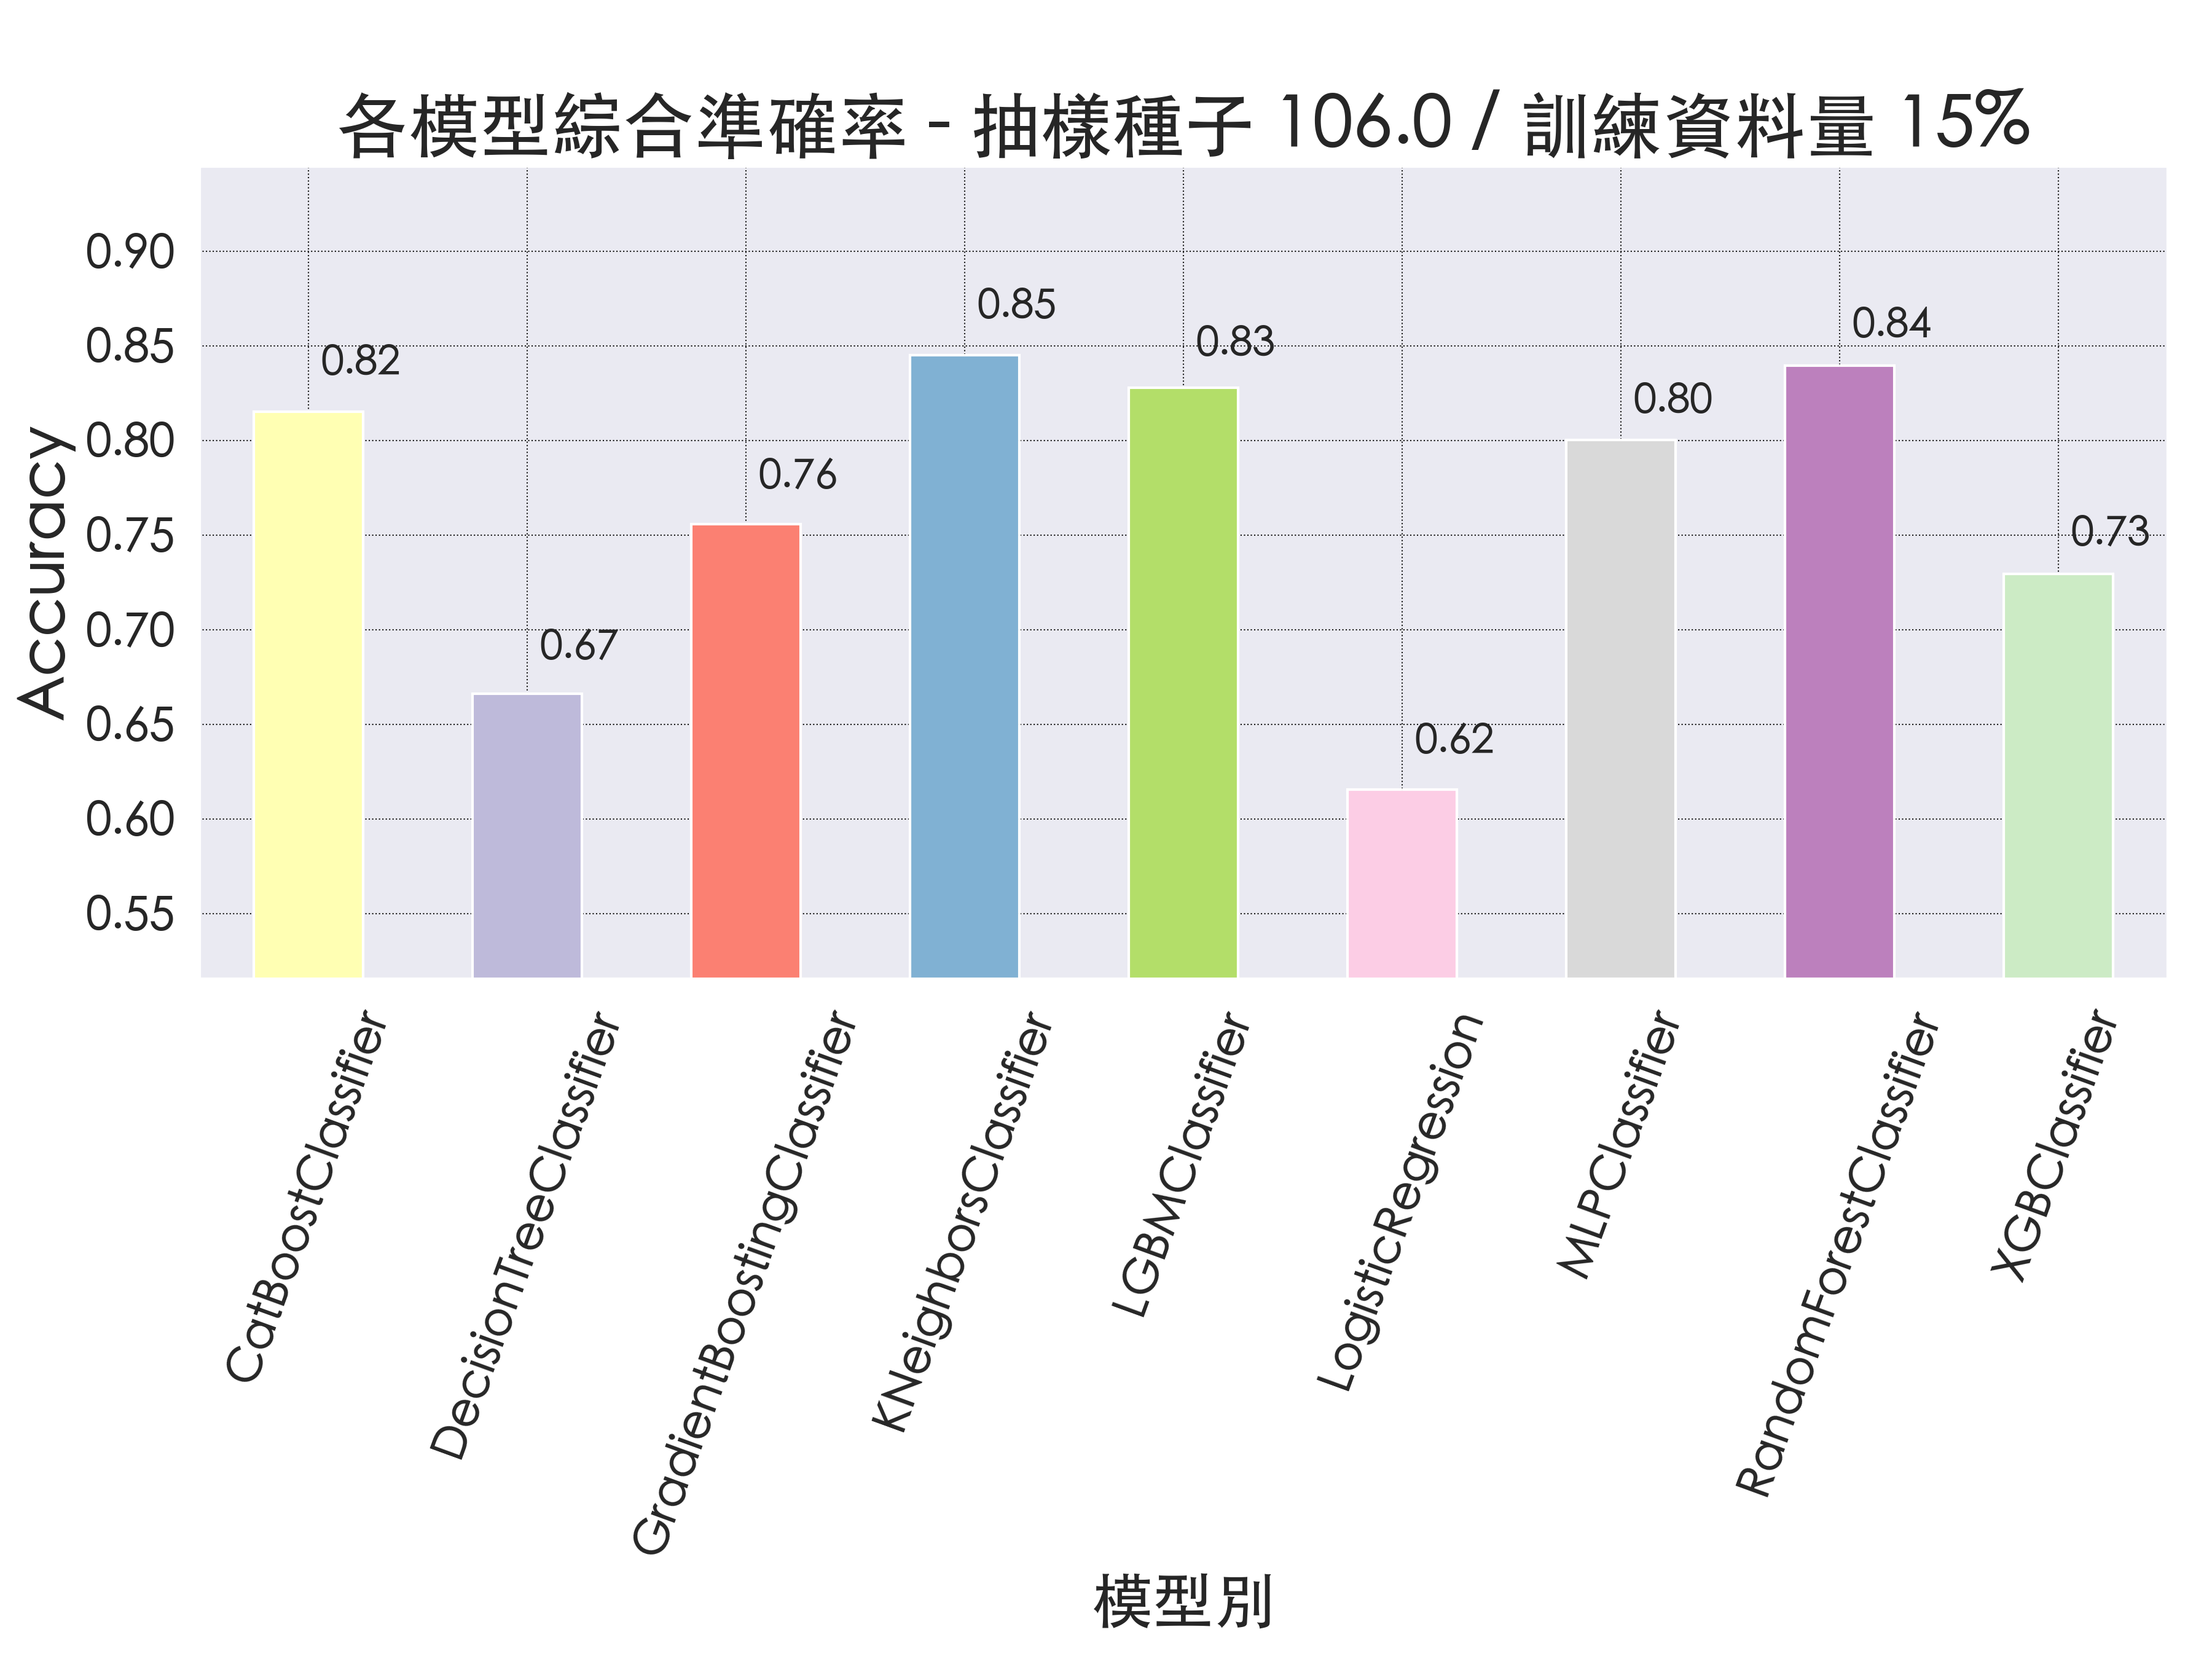 各模型綜合準確率 - 抽樣種子 106.0 / 訓練資料量 15%
Accuracy
0.90
0.85
0.80
0.75
0.70
0.65
0.60
0.55
0.82
0.67
0.76
0.85
0.83
0.62
0.80
0.84
0.73
CatBoostClassifier
DecisionTreeClassifier
GradientBoostingClassifier
KNeighborsClassifier
LGBMClassifier
LogisticRegression
MLPClassifier
RandomForestClassifier
XGBClassifier
模型別